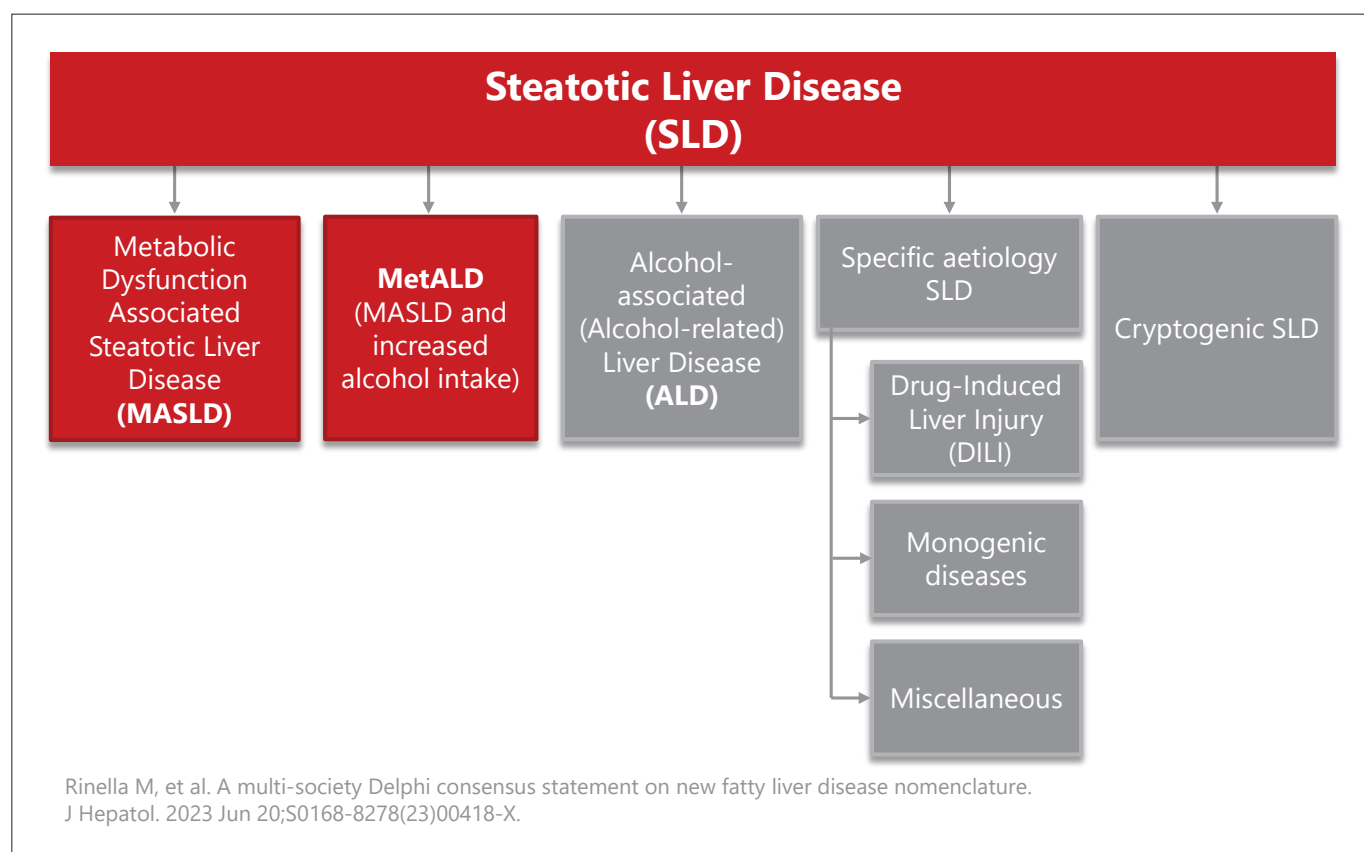 Steatotic Liver Disease
(SLD)
Metabolic
Dysfunction
Associated
Steatotic Liver
Disease
(MASLD)
MetALD
(MASLD and
increased
alcohol intake)
Alcohol-
associated
(Alcohol-related)
Liver Disease
(ALD)
Specific aetiology
SLD
Drug-Induced
Liver Injury
(DILI)
Monogenic
diseases
Miscellaneous
Cryptogenic SLD
Rinella M, et al. A multi-society Delphi consensus statement on new fatty liver disease nomenclature.
J Hepatol. 2023 Jun 20;S0168-8278(23)00418-X.